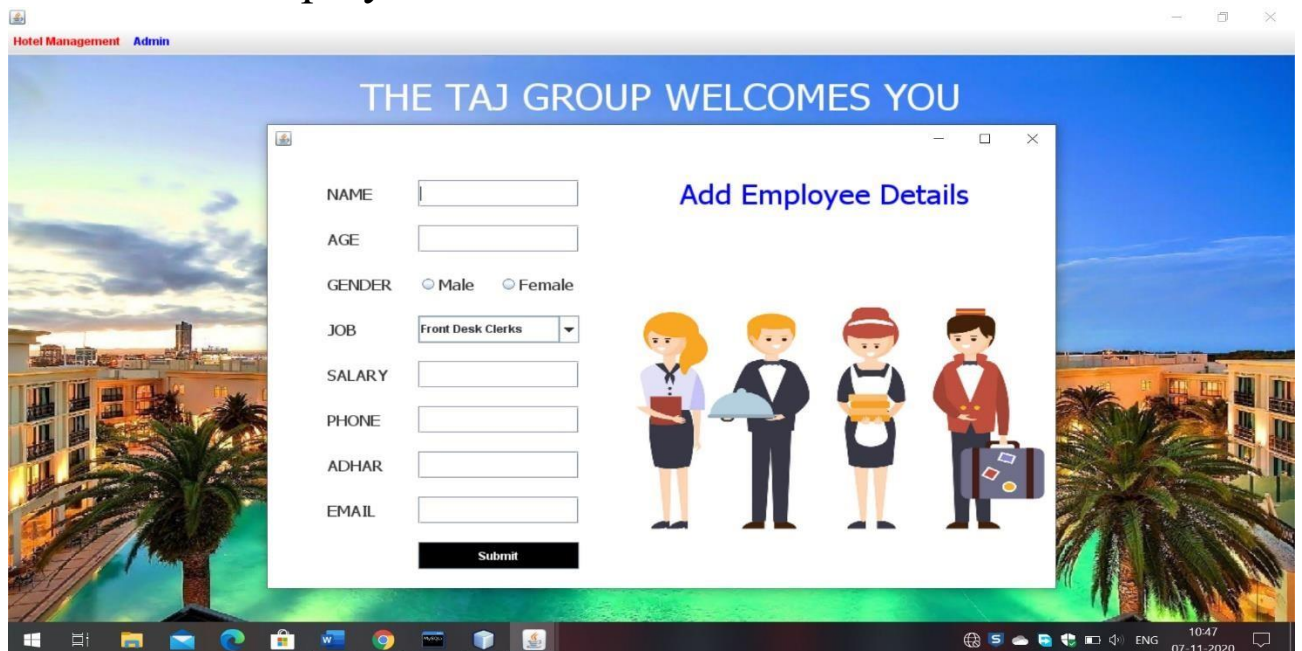 Hotel Management Admin
THE TAJ GROUP WELCOMES YOU
Add Employee Details
NAME
AGE
GENDER Male Female
JOB Front Desk Clerks
SALARY
PHONE
ADHAR
EMAIL
Submit
ENG
10:47
07-11-2020